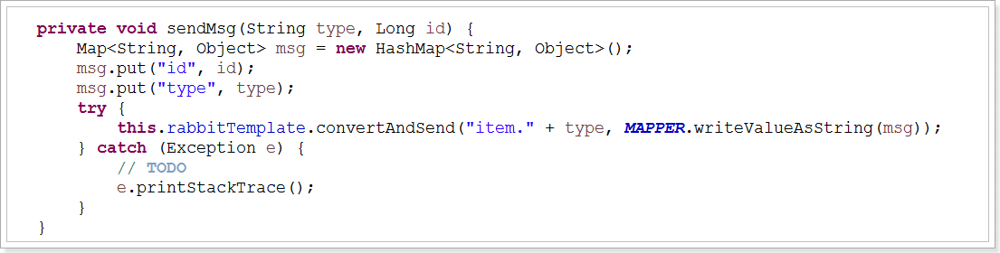 private void sendMsg(String type, Long id) {
    Map<String, Object> msg = new HashMap<String, Object>();
    msg.put("id", id);
    msg.put("type", type);
    try {
        this.rabbitTemplate.convertAndSend("item." + type, MAPPER.writeValueAsString(msg));
    } catch (Exception e) {
        // TODO
        e.printStackTrace();
    }
}